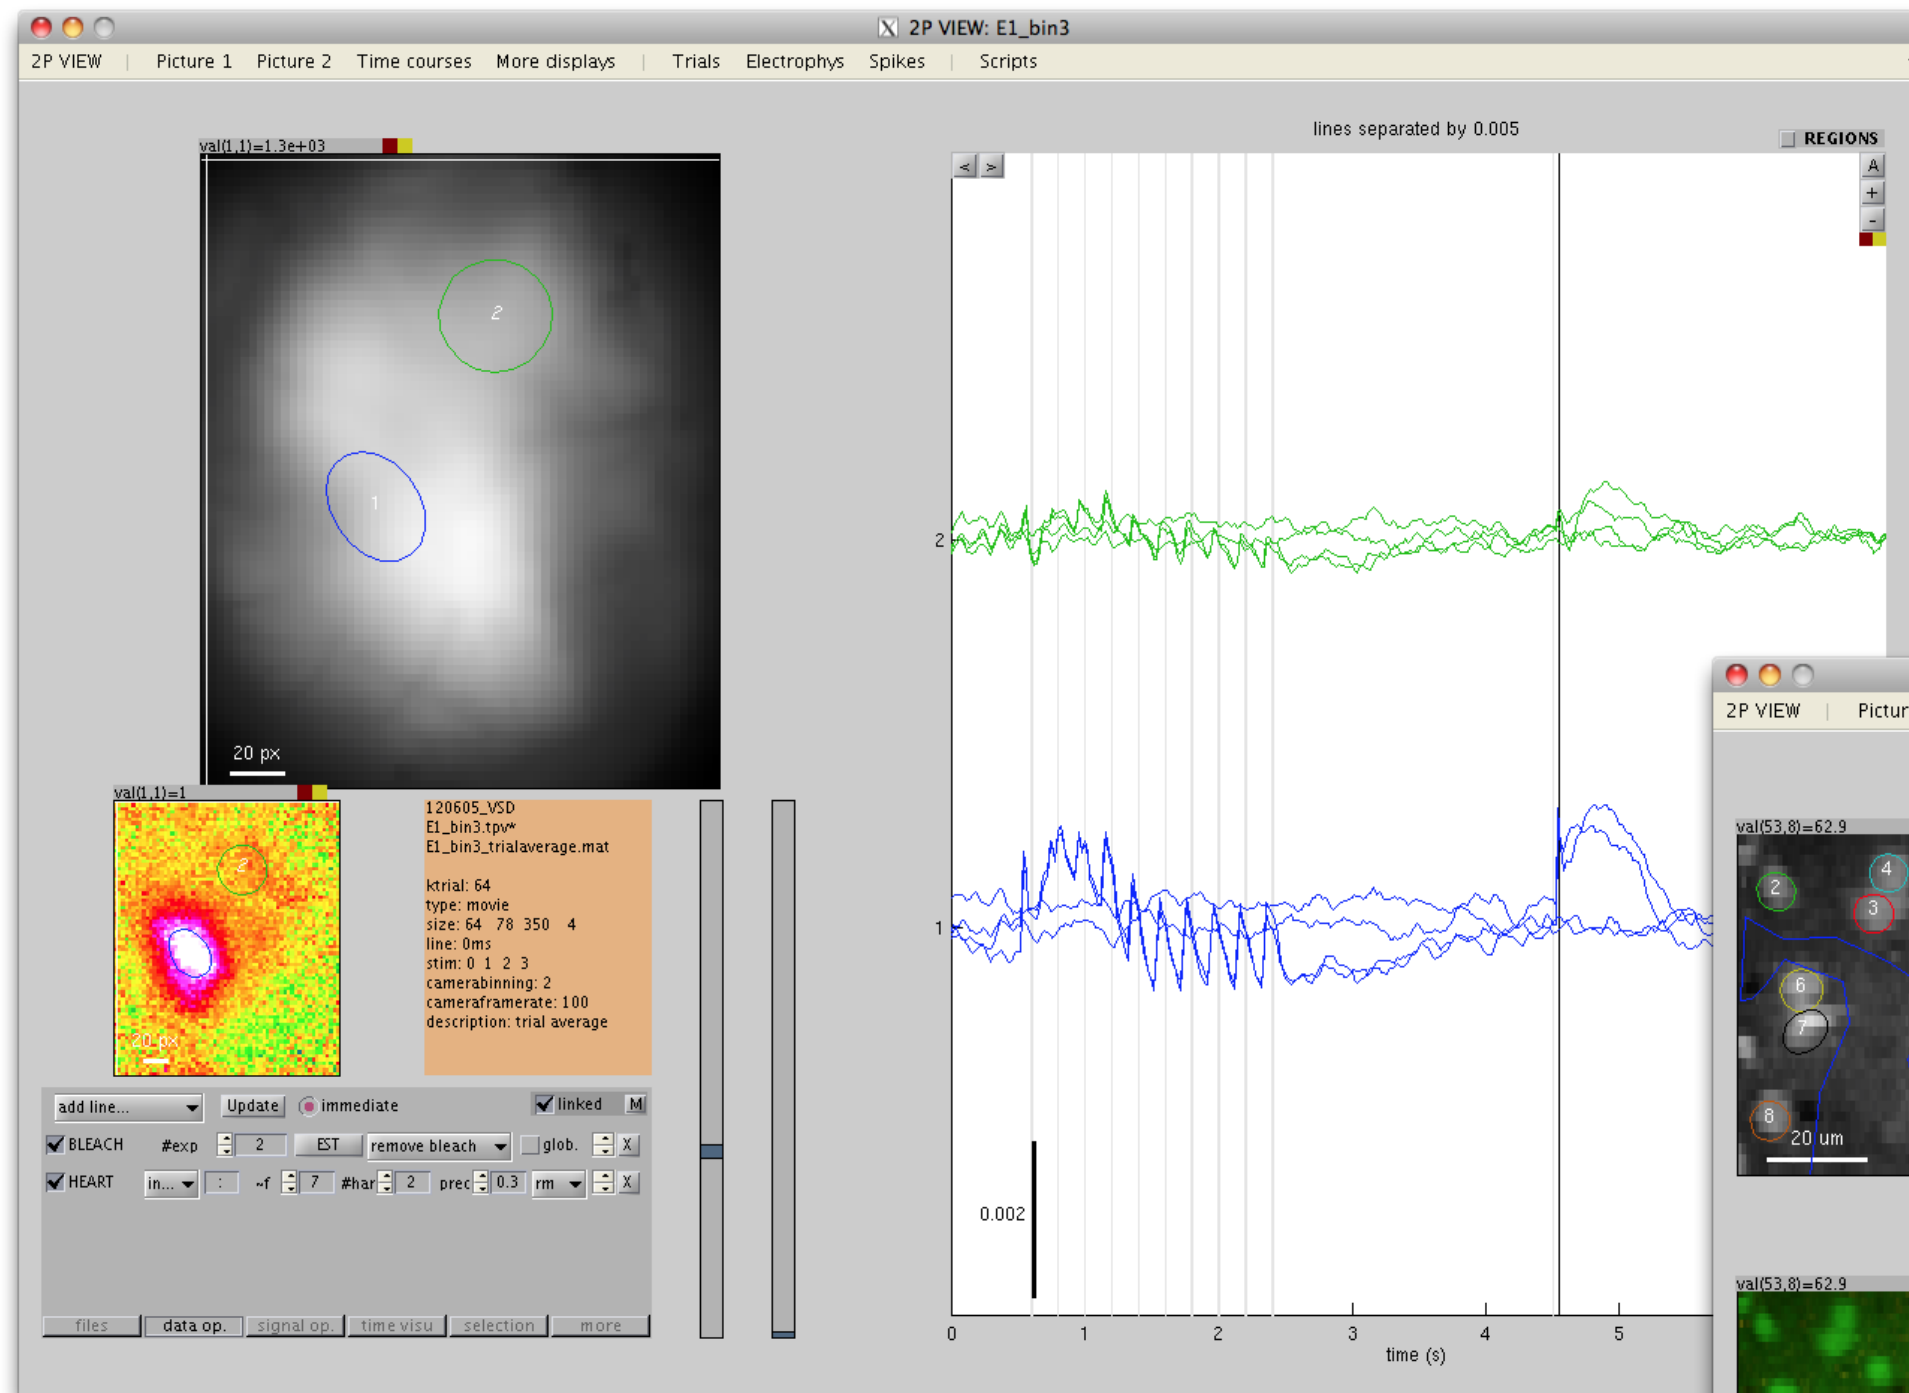 2P VIEW: E1_bin3
2P VIEW | Picture 1 Picture 2 Time courses More displays | Trials Electrophys Spikes | Scripts
lines separated by 0.005
val(1,1)=1.3e+03
REGIONS
< >
A
+
-
2
1
20 px
2
1
0.002
0 1 2 3 4 5
time (s)
val(1,1)=1
2
20 px
120605_VSD
E1_bin3.tpv*
E1_bin3_trialaverage.mat
ktrial: 64
type: movie
size: 64 78 350 4
line: 0ms
stim: 0 1 2 3
camerabinning: 2
cameraframerate: 100
description: trial average
add line... Update immediate linked M
BLEACH #exp 2 EST remove bleach glob. X
HEART in... : ~f 7 #har 2 prec 0.3 rm X
files data op. signal op. time visu selection more
2P VIEW | Pictur
val(53,8)=62.9
4
2
3
6
7
8
20 um
val(53,8)=62.9